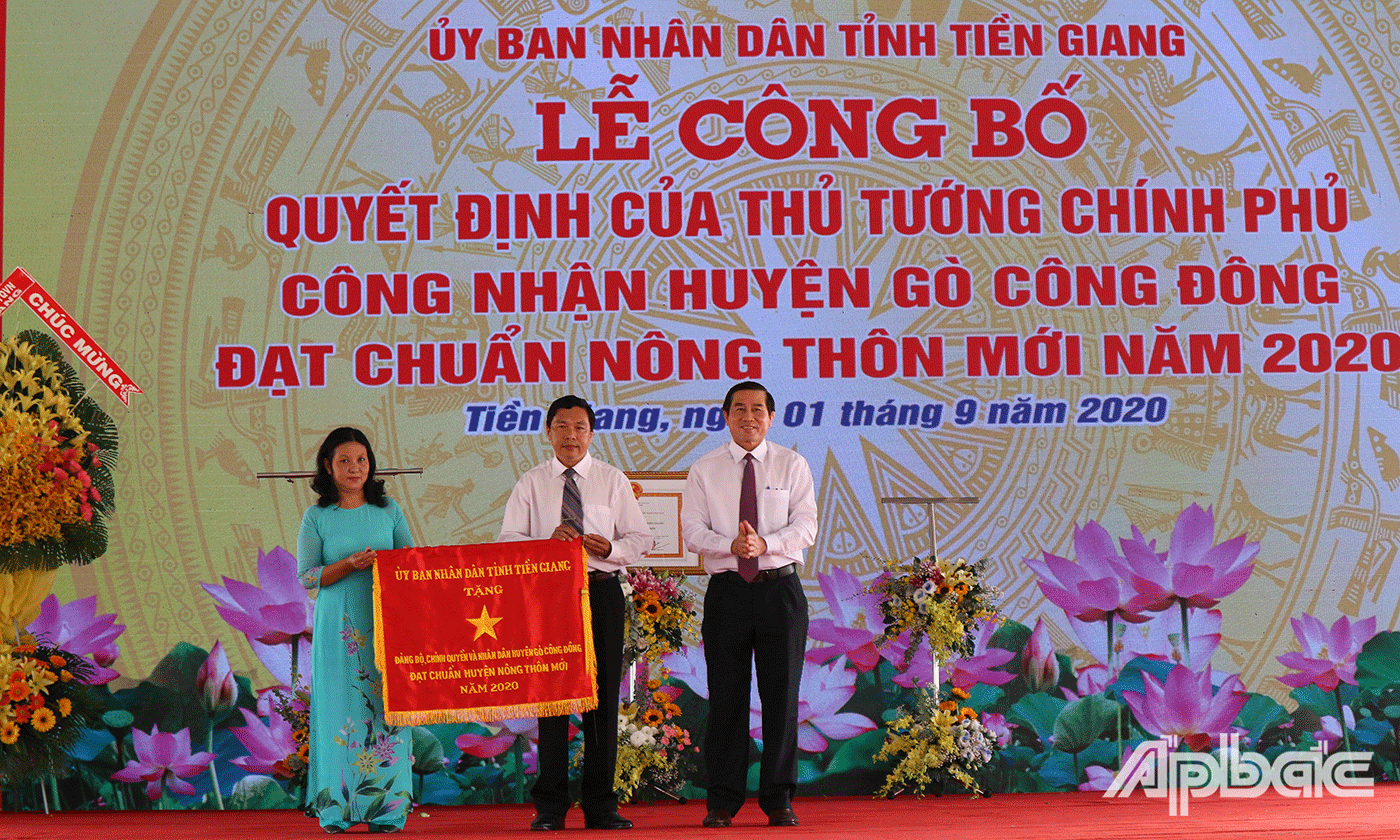 ỦY BAN NHÂN DÂN TỈNH TIỀN GIANG
LỄ CÔNG BỐ
QUYẾT ĐỊNH CỦA THỦ TƯỚNG CHÍNH PHỦ
CÔNG NHẬN HUYỆN GÒ CÔNG ĐÔNG
ĐẠT CHUẨN NÔNG THÔN MỚI NĂM 2020
Tiền Giang, 01 tháng 9 năm 2020
CHÚC MỪNG
ỦY BAN NHÂN DÂN TỈNH TIỀN GIANG
TẶNG
ĐẢNG BỘ, CHÍNH QUYỀN VÀ NHÂN DÂN HUYỆN GÒ CÔNG ĐÔNG
ĐẠT CHUẨN HUYỆN NÔNG THÔN MỚI
NĂM 2020
Apbac